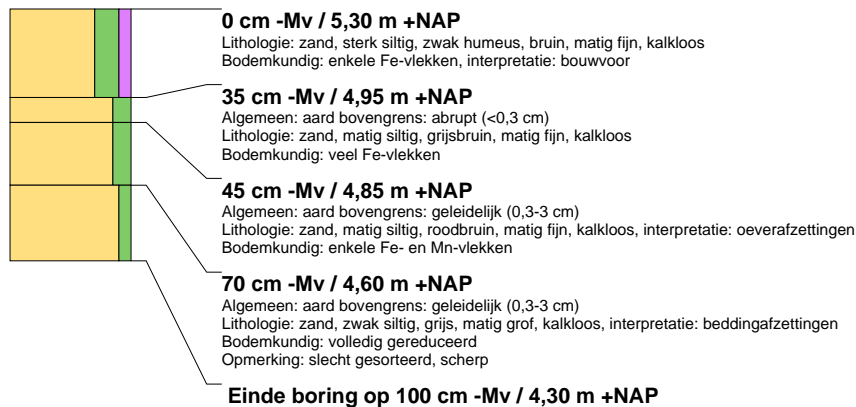 0 cm -Mv / 5,30 m +NAP
Lithologie: zand, sterk siltig, zwak humeus, bruin, matig fijn, kalkloos
Bodemkundig: enkele Fe-vlekken, interpretatie: bouwvoor
35 cm -Mv / 4,95 m +NAP
Algemeen: aard bovengrens: abrupt (<0,3 cm)
Lithologie: zand, matig siltig, grijsbruin, matig fijn, kalkloos
Bodemkundig: veel Fe-vlekken
45 cm -Mv / 4,85 m +NAP
Algemeen: aard bovengrens: geleidelijk (0,3-3 cm)
Lithologie: zand, matig siltig, roodbruin, matig fijn, kalkloos, interpretatie: oeverafzettingen
Bodemkundig: enkele Fe- en Mn-vlekken
70 cm -Mv / 4,60 m +NAP
Algemeen: aard bovengrens: geleidelijk (0,3-3 cm)
Lithologie: zand, zwak siltig, grijs, matig grof, kalkloos, interpretatie: beddingafzettingen
Bodemkundig: volledig gereduceerd
Opmerking: slecht gesorteerd, scherp
Einde boring op 100 cm -Mv / 4,30 m +NAP